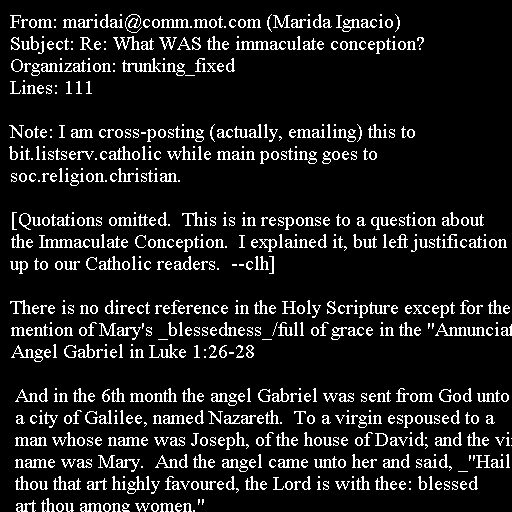 From: maridai@comm.mot.com (Marida Ignacio)
Subject: Re: What WAS the immaculate conception?
Organization: trunking_fixed
Lines: 111
Note: I am cross-posting (actually, emailing) this to
bit.listserv.catholic while main posting goes to
soc.religion.christian.
[Quotations omitted.  This is in response to a question about
the Immaculate Conception.  I explained it, but left justification
up to our Catholic readers.  --clh]
There is no direct reference in the Holy Scripture except for the
mention of Mary's _blessedness_/full of grace in the "Annunciat
Angel Gabriel in Luke 1:26-28
And in the 6th month the angel Gabriel was sent from God unto
a city of Galilee, named Nazareth.  To a virgin espoused to a
man whose name was Joseph, of the house of David; and the vi
name was Mary.  And the angel came unto her and said, _"Hail
thou that art highly favoured, the Lord is with thee: blessed
art thou among women."